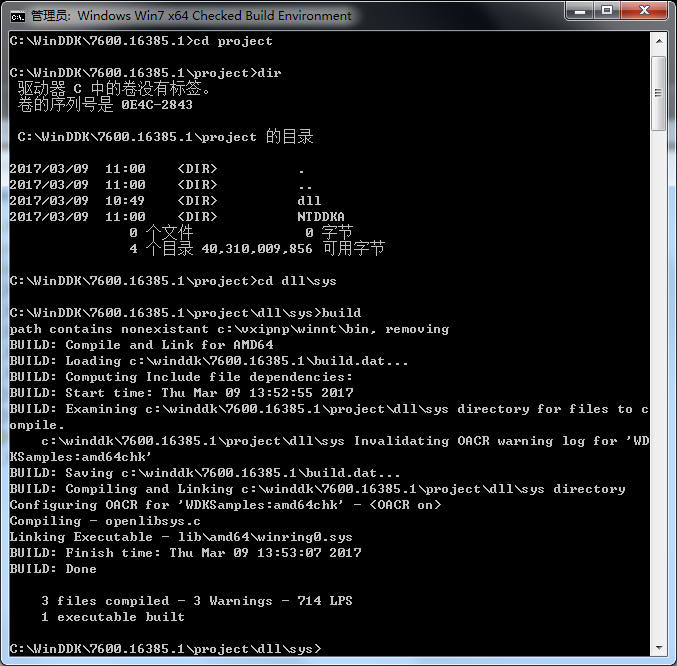 管理员: Windows Win7 x64 Checked Build Environment
C:\WinDDK\7600.16385.1>cd project
C:\WinDDK\7600.16385.1\project>dir
驱动器 C 中的卷没有标签。
卷的序列号是 0E4C-2843
C:\WinDDK\7600.16385.1\project 的目录
2017/03/09  11:00    <DIR>          .
2017/03/09  11:00    <DIR>          ..
2017/03/09  10:49    <DIR>          dll
2017/03/09  11:00    <DIR>          NTDDKA
0 个文件              0 字节
4 个目录 40,310,009,856 可用字节
C:\WinDDK\7600.16385.1\project>cd dll\sys
C:\WinDDK\7600.16385.1\project\dll\sys>build
path contains nonexistant c:\vxipnp\winnt\bin, removing
BUILD: Compile and Link for AMD64
BUILD: Loading c:\winddk\7600.16385.1\build.dat...
BUILD: Computing Include file dependencies:
BUILD: Start time: Thu Mar 09 13:52:55 2017
BUILD: Examining c:\winddk\7600.16385.1\project\dll\sys directory for files to c
ompile.
c:\winddk\7600.16385.1\project\dll\sys Invalidating OACR warning log for 'WD
KSamples:amd64chk'
BUILD: Saving c:\winddk\7600.16385.1\build.dat...
BUILD: Compiling and Linking c:\winddk\7600.16385.1\project\dll\sys directory
Configuring OACR for 'WDKSamples:amd64chk' - <OACR on>
Compiling - openlibsys.c
Linking Executable - lib\amd64\winring0.sys
BUILD: Finish time: Thu Mar 09 13:53:07 2017
BUILD: Done
3 files compiled - 3 Warnings - 714 LPS
1 executable built
C:\WinDDK\7600.16385.1\project\dll\sys>